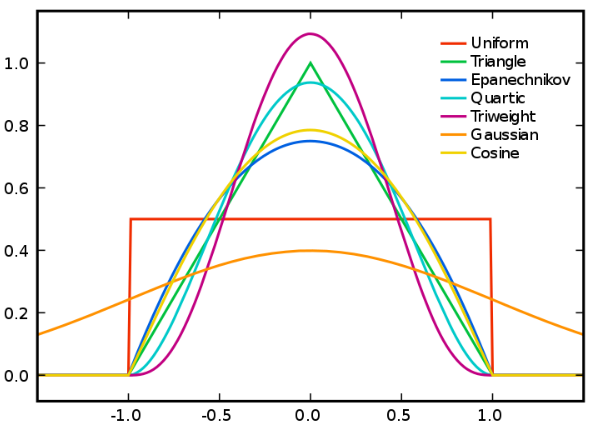 Uniform
Triangle
Epanechnikov
Quartic
Triweight
Gaussian
Cosine
1.0
0.8
0.6
0.4
0.2
0.0
-1.0 -0.5 0.0 0.5 1.0